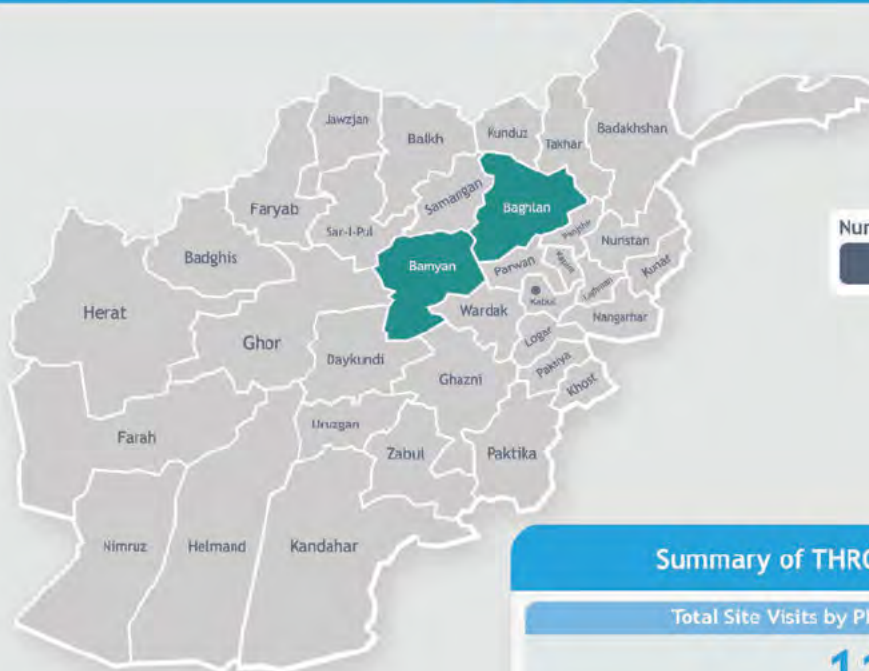 Jawzjan
Balkh
Kunduz
Takhar
Badakhshan
Faryab
Sar-I-Pul
Samangan
Baghlan
Panjshir
Nuristan
Badghis
Bamyan
Parwan
Kapisa
Kunar
Herat
Ghor
Wardak
Kabul
Laghman
Nangarhar
Daykundi
Logar
Ghazni
Paktiya
Khost
Farah
Uruzgan
Zabul
Paktika
Nimruz
Helmand
Kandahar
Summary of THRO
Total Site Visits by P